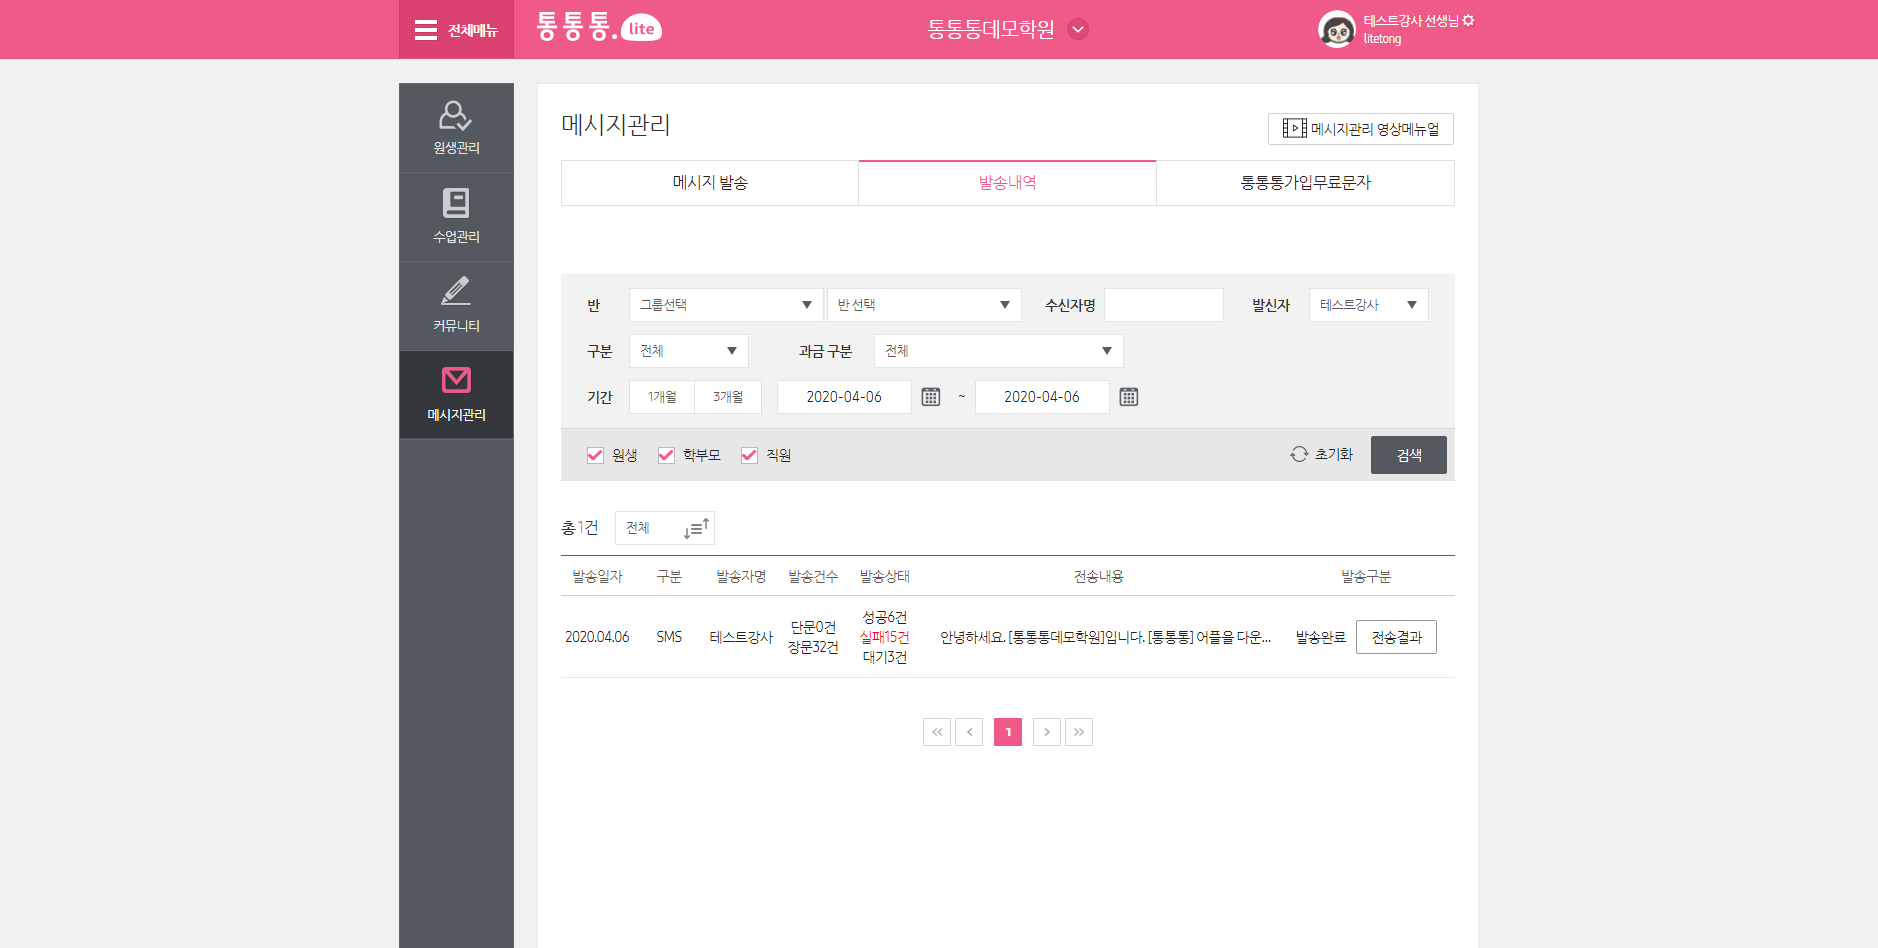 전체메뉴
통통통.lite
통통통데모학원
테스트강사 선생님
litetong
원생관리
수업관리
커뮤니티
메시지관리
메시지관리
메시지관리 영상메뉴얼
메시지 발송
발송내역
통통통가입무료문자
반 그룹선택 반 선택 수신자명 발신자 테스트강사
구분 전체 과금 구분 전체
기간 1개월 3개월 2020-04-06 ~ 2020-04-06
원생 학부모 직원 초기화 검색
총1건 전체
발송일자 구분 발송자명 발송건수 발송상태 전송내용 발송구분
2020.04.06 SMS 테스트강사
단문0건
장문32건
성공6건
실패15건
대기3건
안녕하세요. [통통통데모학원]입니다. [통통통] 어플을 다운...
발송완료 전송결과
1